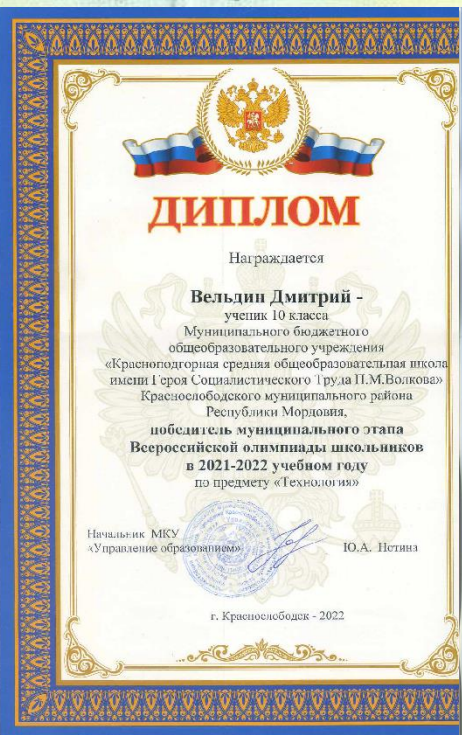 ДИПЛОМ
Награждается
Вельдин Дмитрий -
ученик 10 класса
Муниципального бюджетного
общеобразовательного учреждения
«Красноподгорная средняя общеобразовательная школа
имени Героя Социалистического Труда П.М.Волкова»
Краснослободского муниципального района
Республики Мордовия,
победитель муниципального этапа
Всероссийской олимпиады школьников
в 2021-2022 учебном году
по предмету «Технология»
Начальник МКУ
«Управление образованием» Ю.А.
г. Краснослободск - 2022